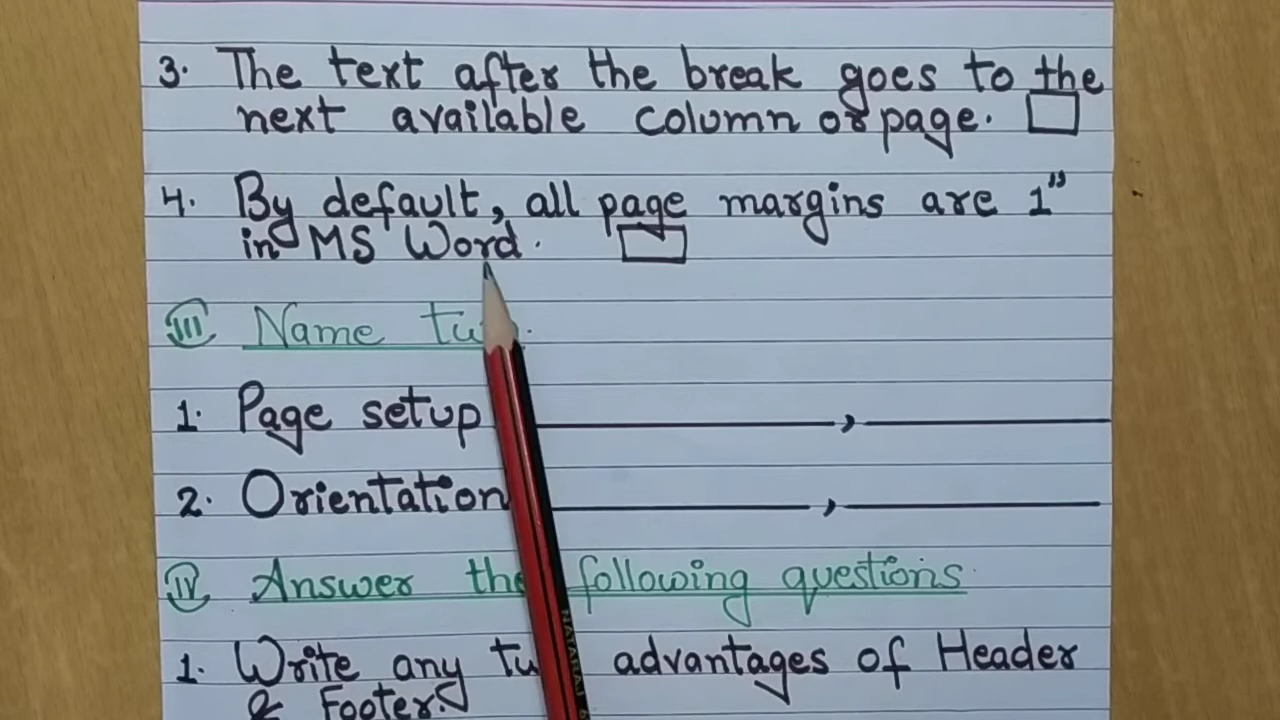 3. The text after the break goes to the
next available column or page.
4. By default, all page margins are 1"
in MS Word.
III Name
1. Page setup ,
2. Orientation ,
IV Answer the following questions
1. Write any advantages of Header
& Footer.
NATARAJ